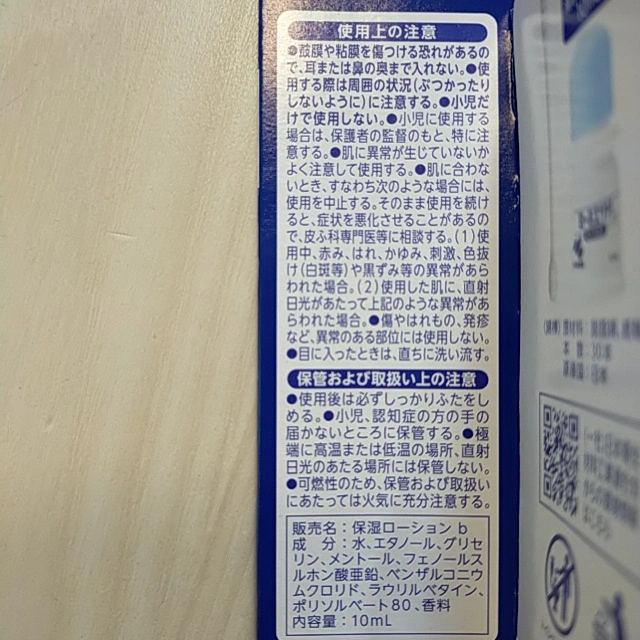 使用上の注意
●鼓膜や粘膜を傷つける恐れがあるの
で、耳または鼻の奥まで入れない。●使
用する際は周囲の状況(ぶつかったり
しないように)に注意する。●小児だ
けで使用しない。●小児に使用する
場合は、保護者の監督のもと、特に注
意する。●肌に異常が生じていないか
よく注意して使用する。●肌に合わな
いとき、すなわち次のような場合には、
使用を中止する。そのまま使用を続け
ると、症状を悪化させることがあるの
で、皮ふ科専門医等に相談する。(1)使
用中、赤み、はれ、かゆみ、刺激、色抜
け(白斑等)や黒ずみ等の異常があら
われた場合。(2)使用した肌に、直射
日光があたって上記のような異常があ
らわれた場合。●傷やはれもの、発疹
など、異常のある部位には使用しない。
●目に入ったときは、直ちに洗い流す。
保管および取扱い上の注意
●使用後は必ずしっかりふたをし
める。●小児、認知症の方の手の
届かないところに保管する。●極
端に高温または低温の場所、直射
日光のあたる場所には保管しない。
●可燃性のため、保管および取扱い
にあたっては火気に充分注意する。
販売名:保湿ローションb
成 分:水、エタノール、グリセ
リン、メントール、フェノールス
ルホン酸亜鉛、ベンザルコニウ
ムクロリド、ラウリルベタイン、
ポリソルベート80、香料
内容量:10mL
本 数:30本
原産国:日本